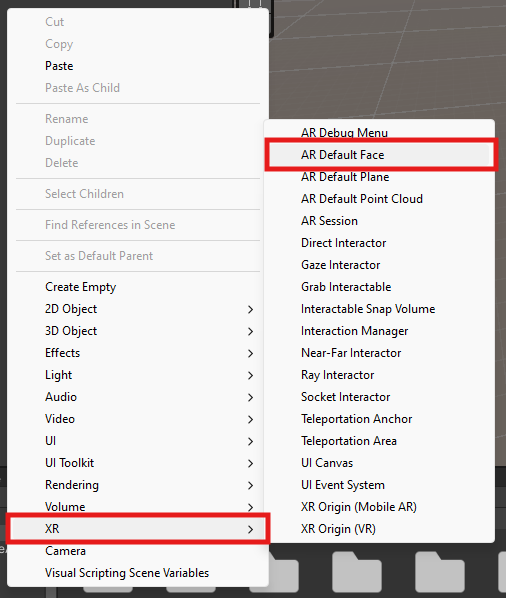 Cut
Copy
Paste
Paste As Child
Rename
Duplicate
Delete
Select Children
Find References in Scene
Set as Default Parent
Create Empty
2D Object
3D Object
Effects
Light
Audio
Video
UI
UI Toolkit
Rendering
Volume
XR
Camera
Visual Scripting Scene Variables
AR Debug Menu
AR Default Face
AR Default Plane
AR Default Point Cloud
AR Session
Direct Interactor
Gaze Interactor
Grab Interactable
Interactable Snap Volume
Interaction Manager
Near-Far Interactor
Ray Interactor
Socket Interactor
Teleportation Anchor
Teleportation Area
UI Canvas
UI Event System
XR Origin (Mobile AR)
XR Origin (VR)